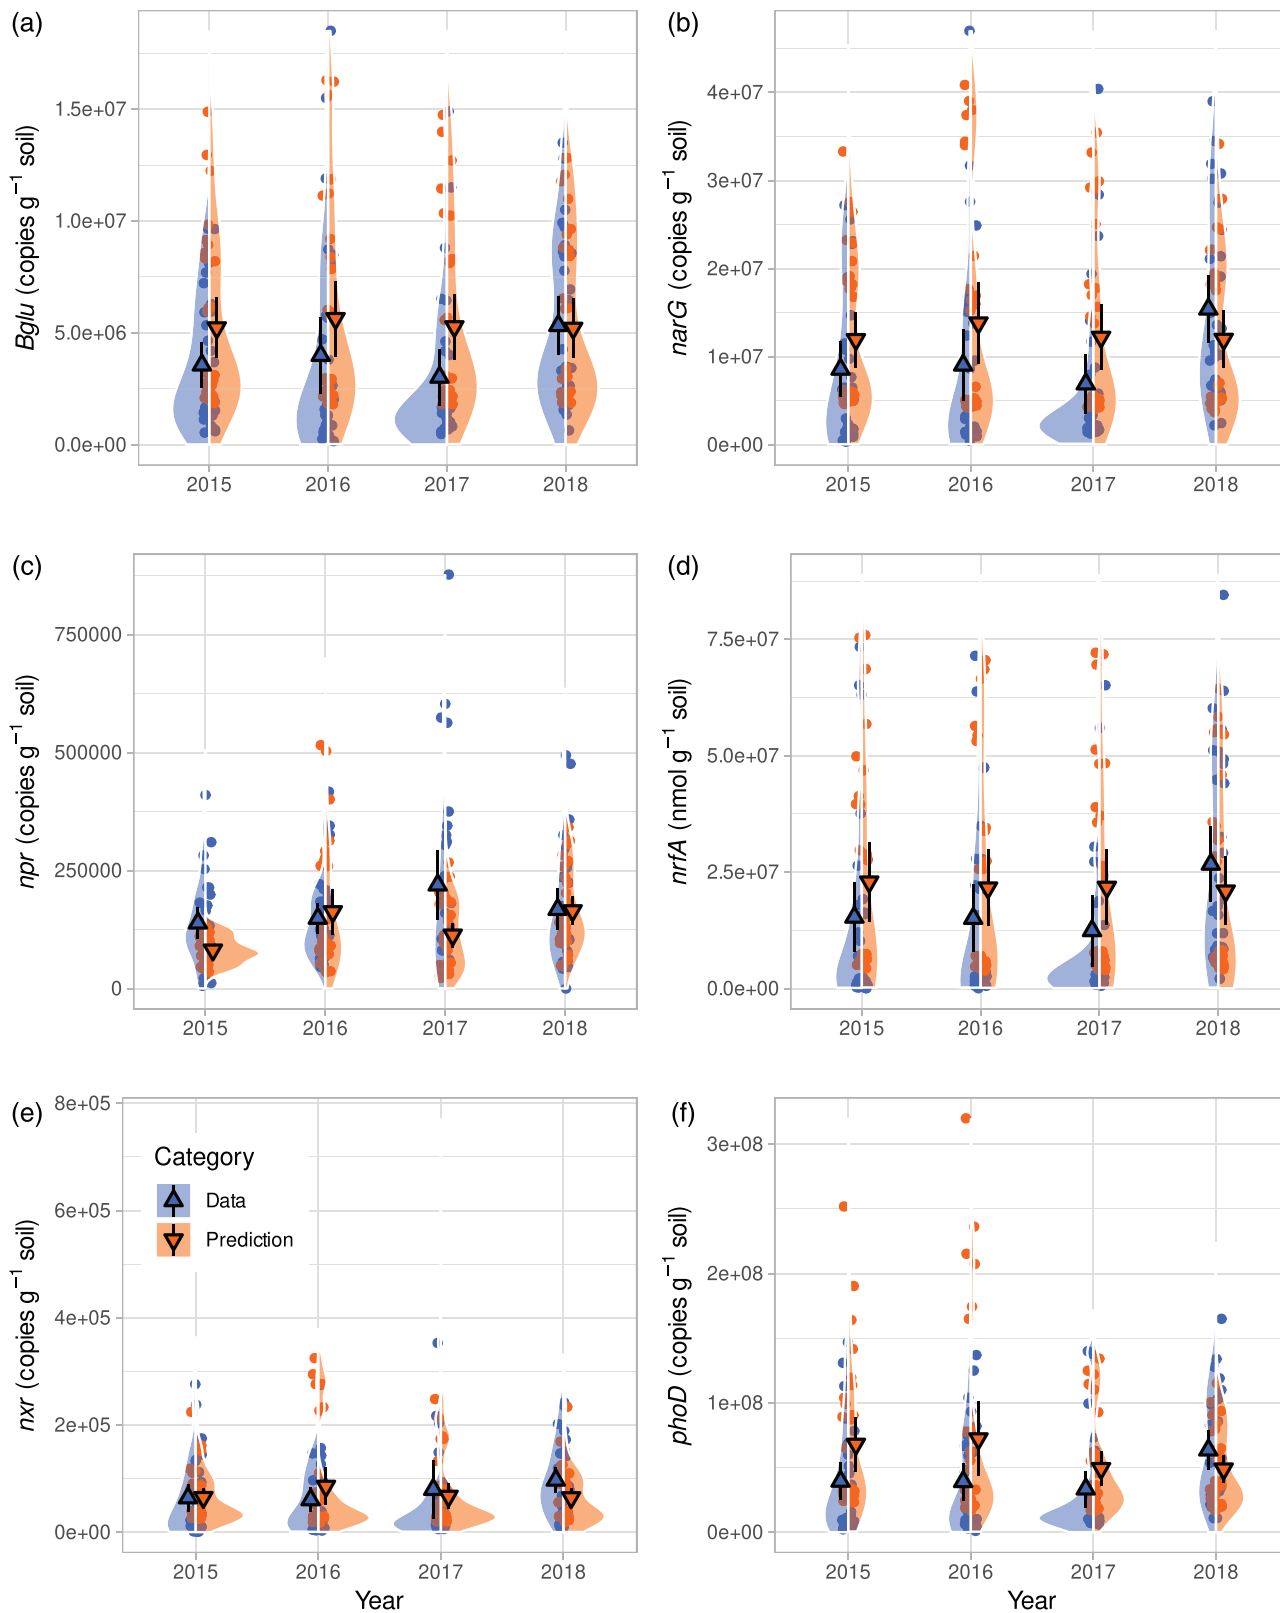 (a)
Bglu (copies g⁻¹ soil)
1.5e+07
1.0e+07
5.0e+06
0.0e+00
2015 2016 2017 2018
(b)
narG (copies g⁻¹ soil)
4e+07
3e+07
2e+07
1e+07
0e+00
2015 2016 2017 2018
(c)
npr (copies g⁻¹ soil)
750000
500000
250000
0
2015 2016 2017 2018
(d)
nrfA (nmol g⁻¹ soil)
7.5e+07
5.0e+07
2.5e+07
0.0e+00
2015 2016 2017 2018
(e)
nxr (copies g⁻¹ soil)
8e+05
6e+05
4e+05
2e+05
0e+00
Category
Data
Prediction
2015 2016 2017 2018
Year
(f)
phoD (copies g⁻¹ soil)
3e+08
2e+08
1e+08
0e+00
2015 2016 2017 2018
Year